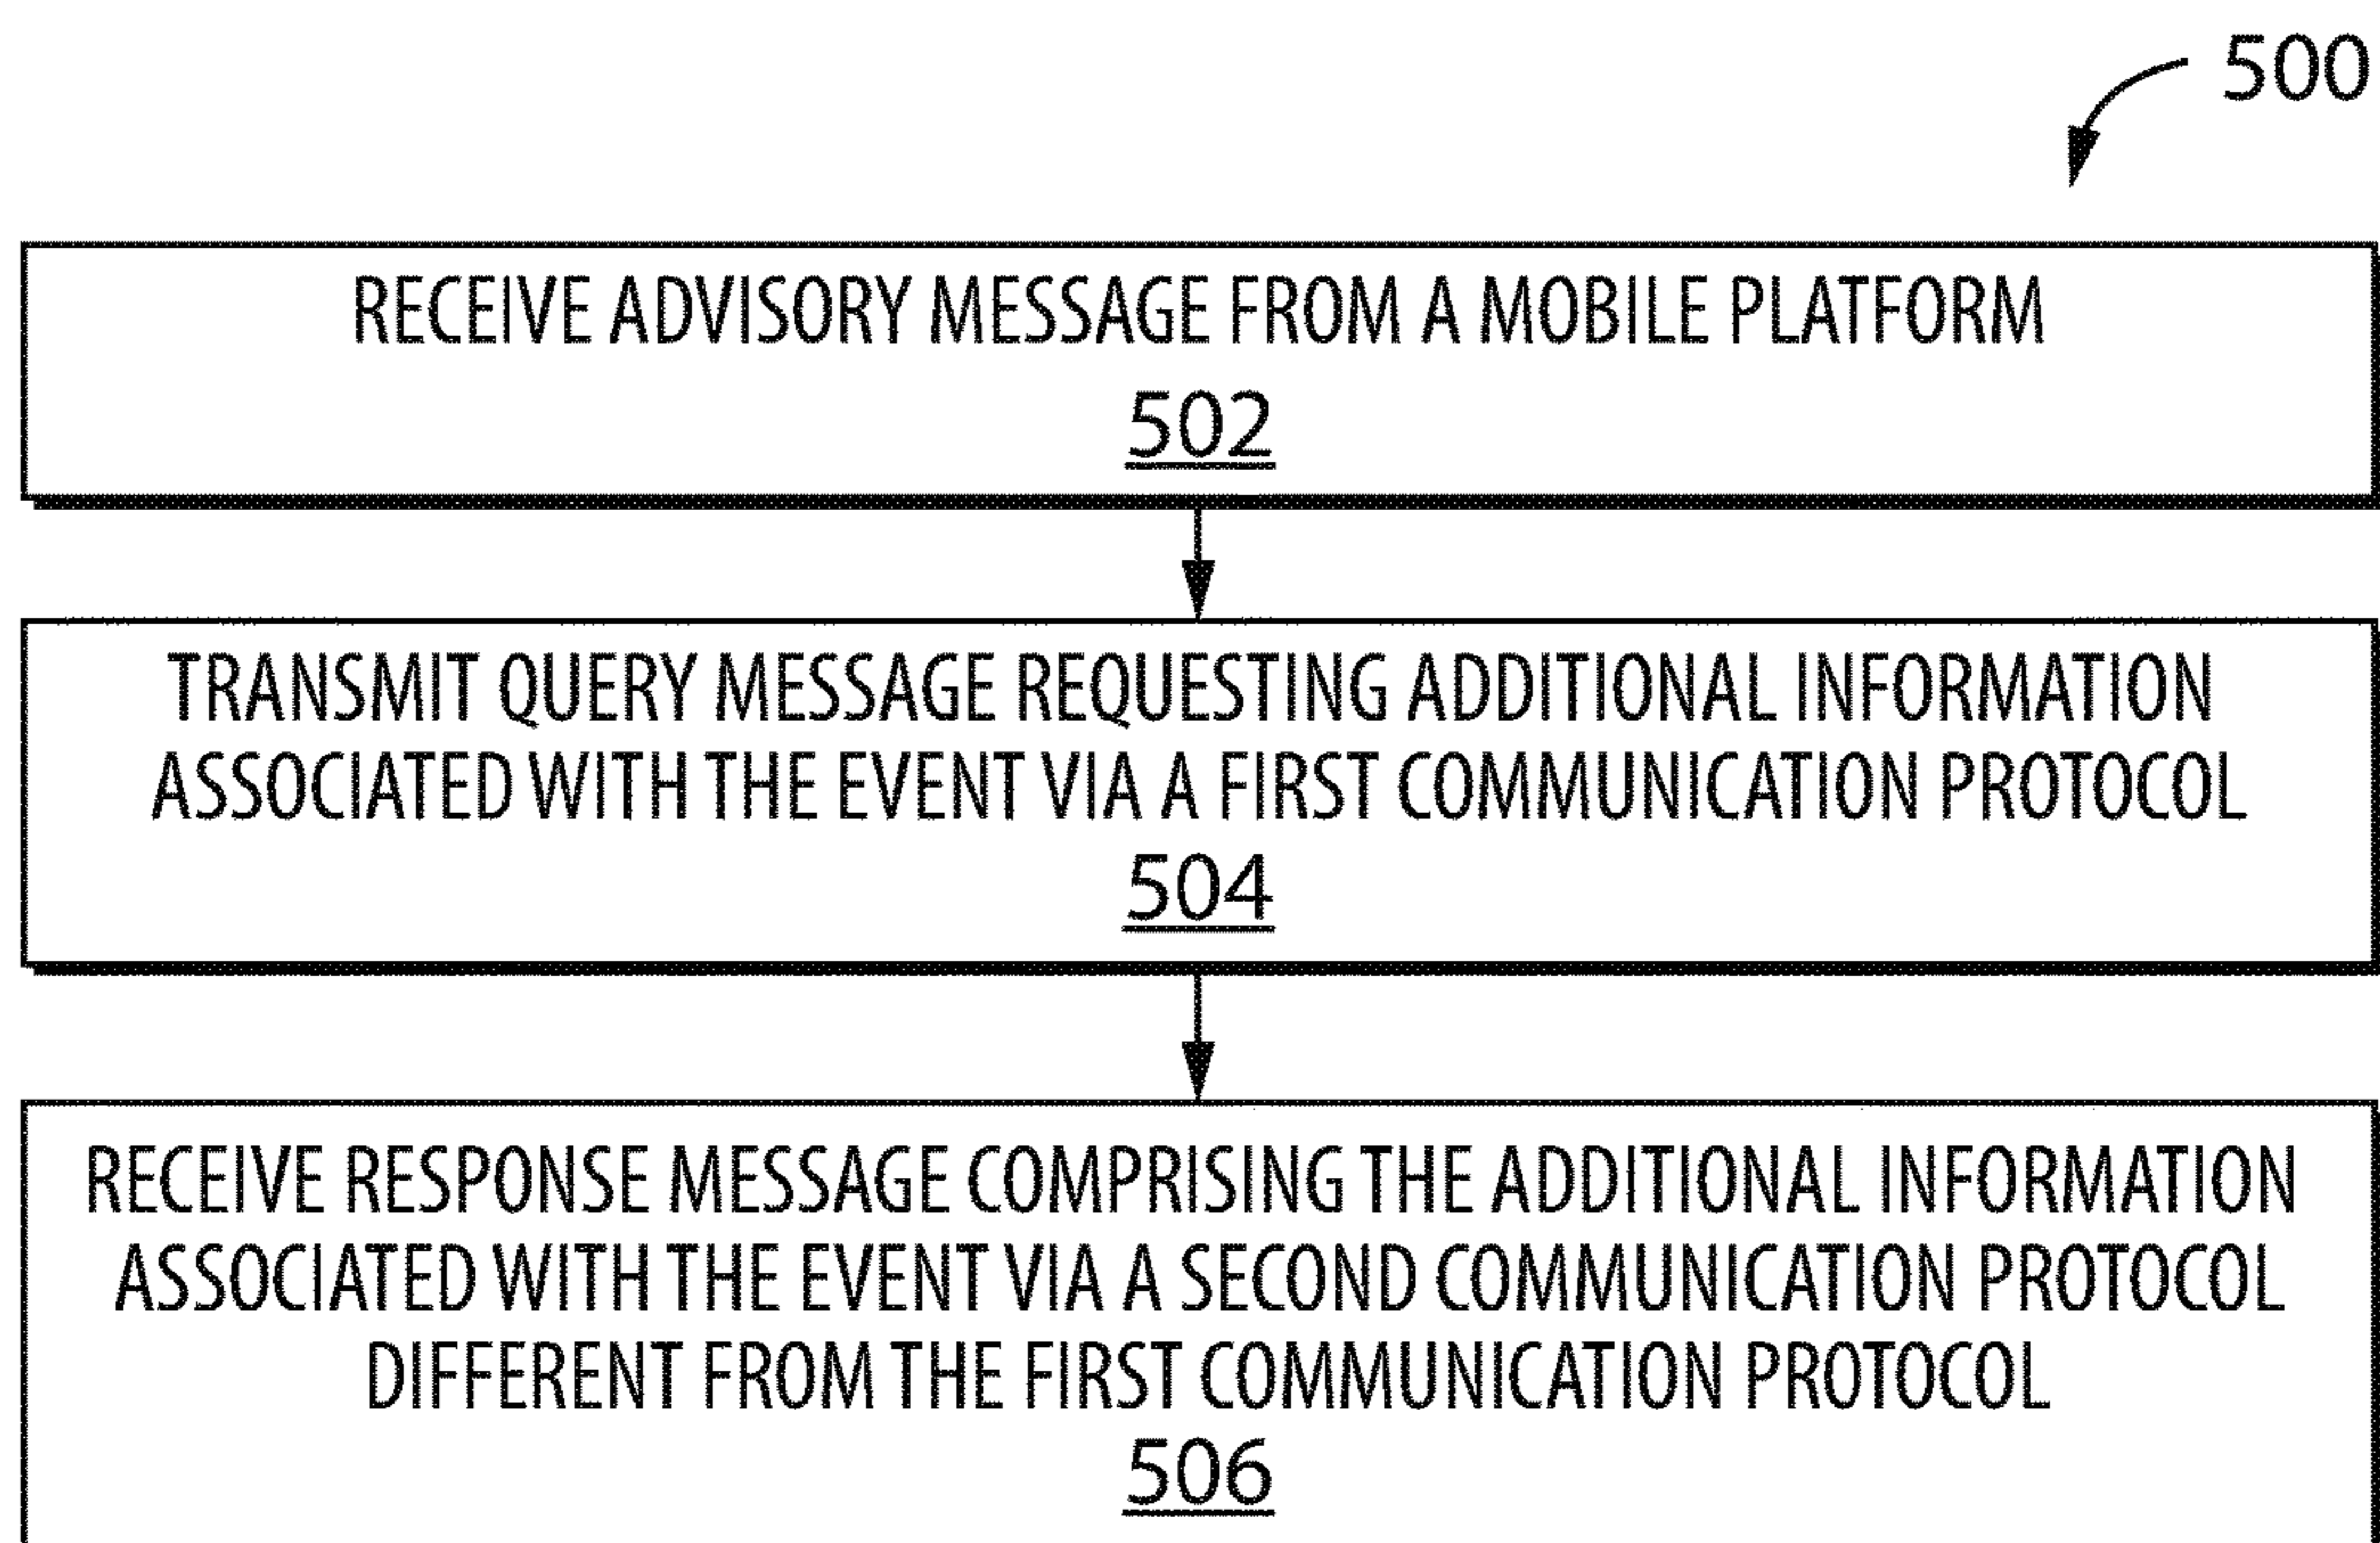 500
RECEIVE ADVISORY MESSAGE FROM A MOBILE PLATFORM
502
TRANSMIT QUERY MESSAGE REQUESTING ADDITIONAL INFORMATION
ASSOCIATED WITH THE EVENT VIA A FIRST COMMUNICATION PROTOCOL
504
RECEIVE RESPONSE MESSAGE COMPRISING THE ADDITIONAL INFORMATION
ASSOCIATED WITH THE EVENT VIA A SECOND COMMUNICATION PROTOCOL
DIFFERENT FROM THE FIRST COMMUNICATION PROTOCOL
506